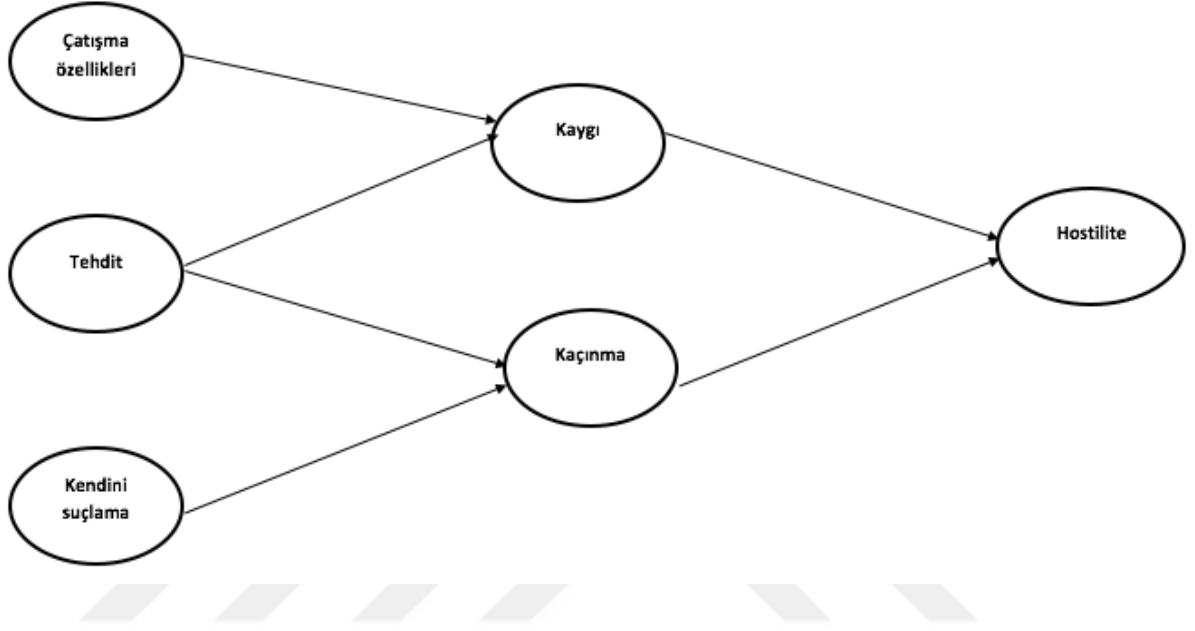 Çatışma
özellikleri
Kaygı
Tehdit
Hostilite
Kaçınma
Kendini
suçlama